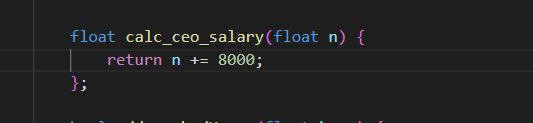 float calc_ceo_salary(float n) {
return n += 8000;
};